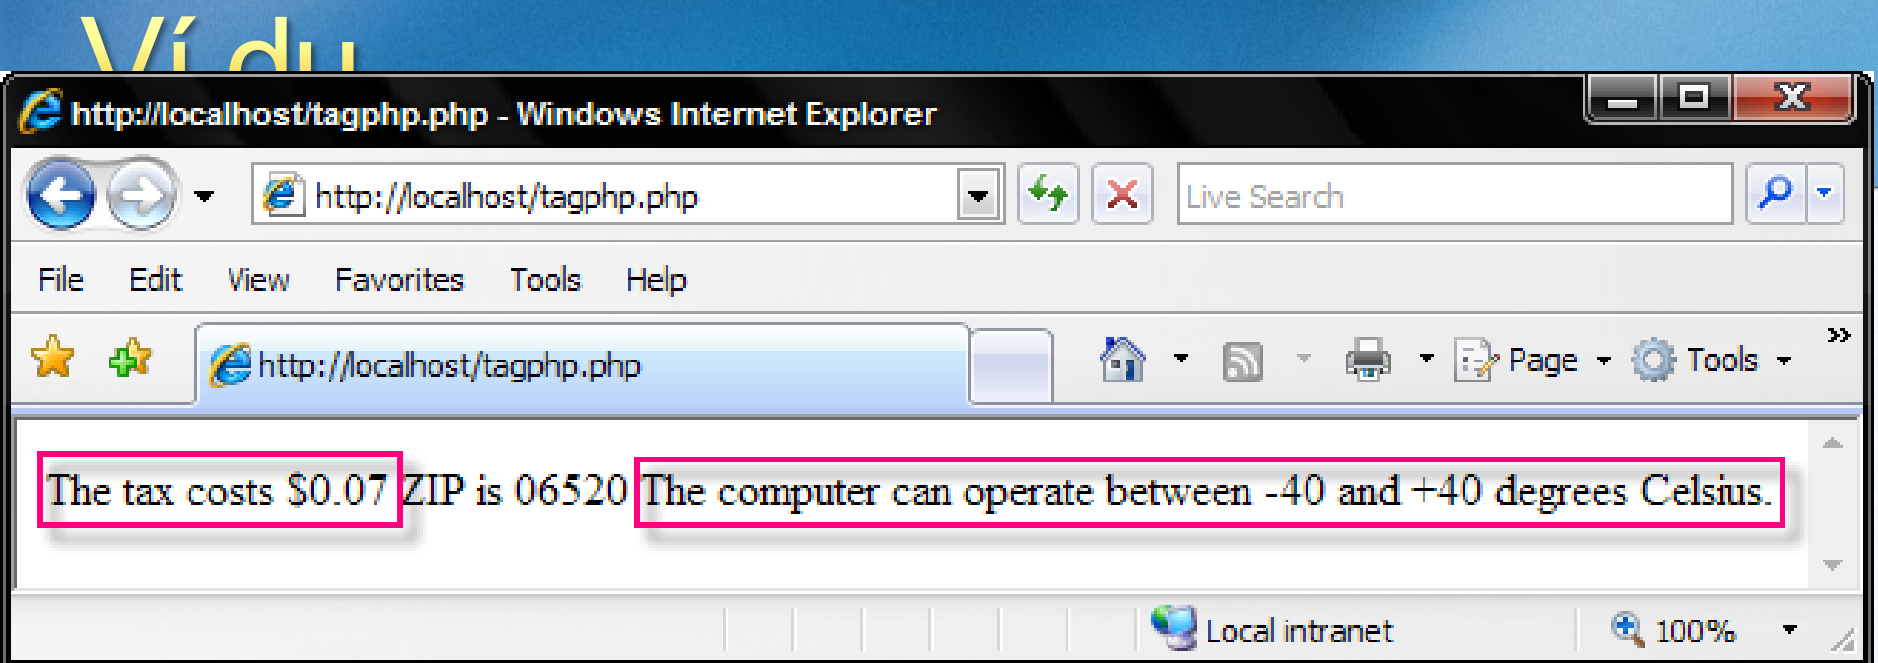 Ví dụ
http://localhost/tagphp.php - Windows Internet Explorer
http://localhost/tagphp.php Live Search
File Edit View Favorites Tools Help
http://localhost/tagphp.php Page Tools »
The tax costs $0.07 ZIP is 06520 The computer can operate between -40 and +40 degrees Celsius.
Local intranet 100%